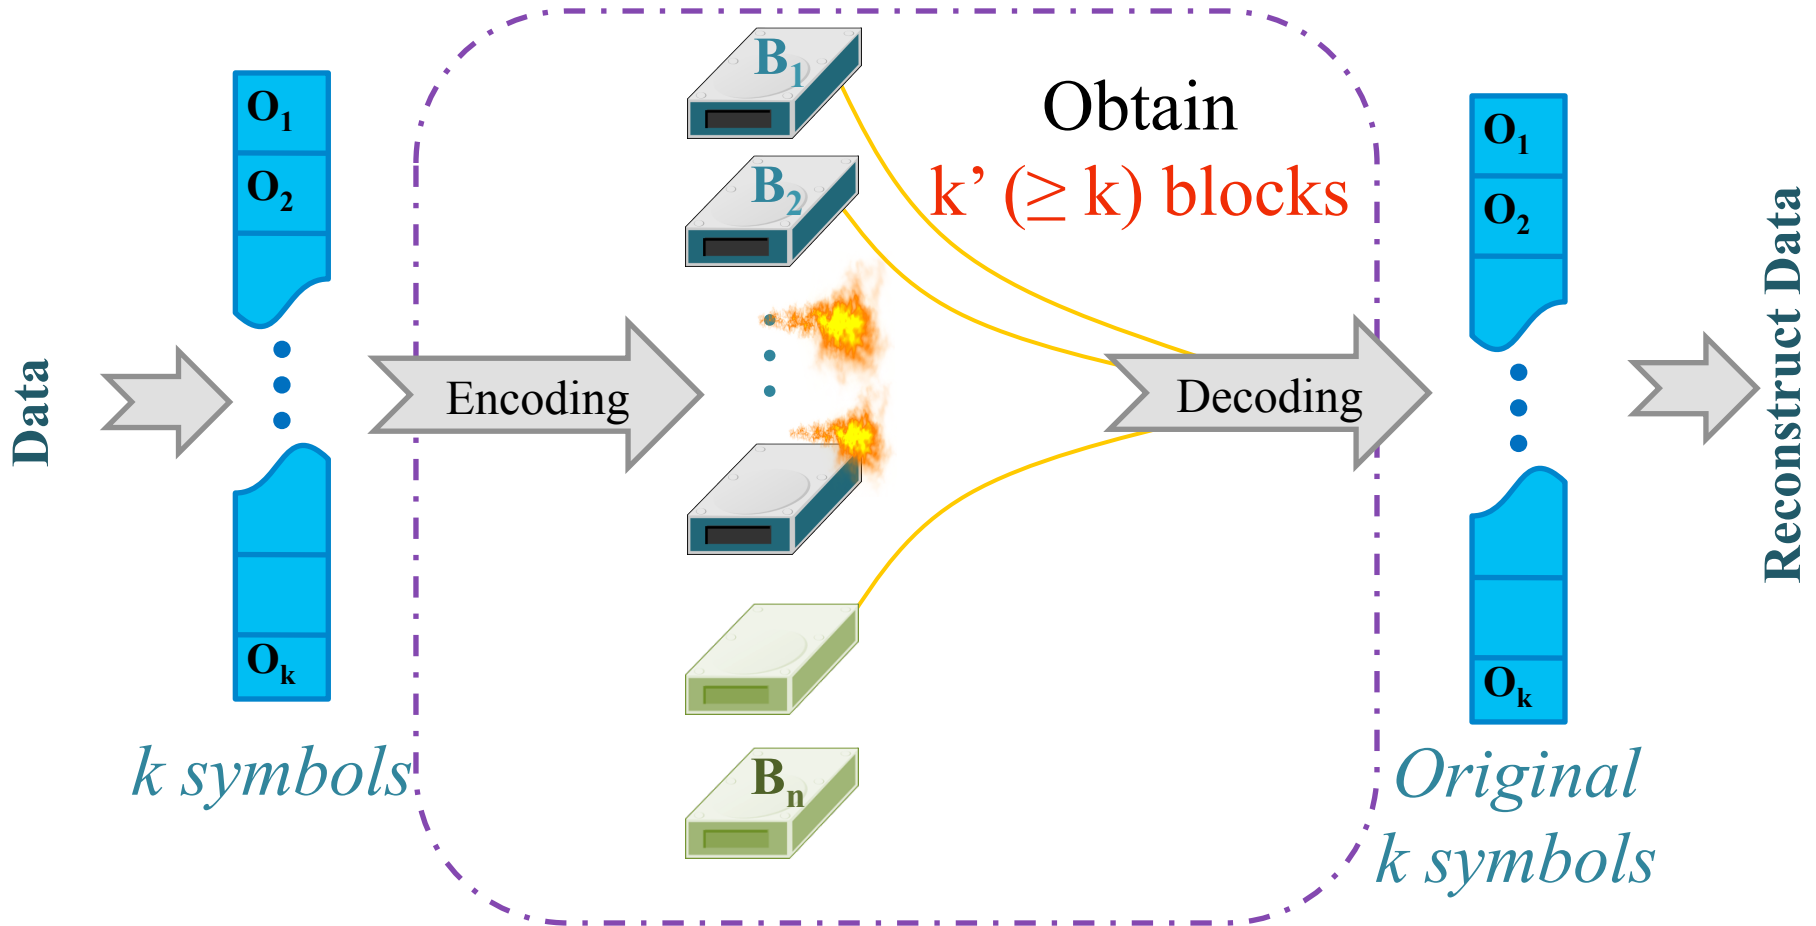 Data
O1
O2
Ok
k symbols
Encoding
B1
B2
Bn
Obtain
k’ (≥ k) blocks
Decoding
O1
O2
Ok
Original
k symbols
Reconstruct Data